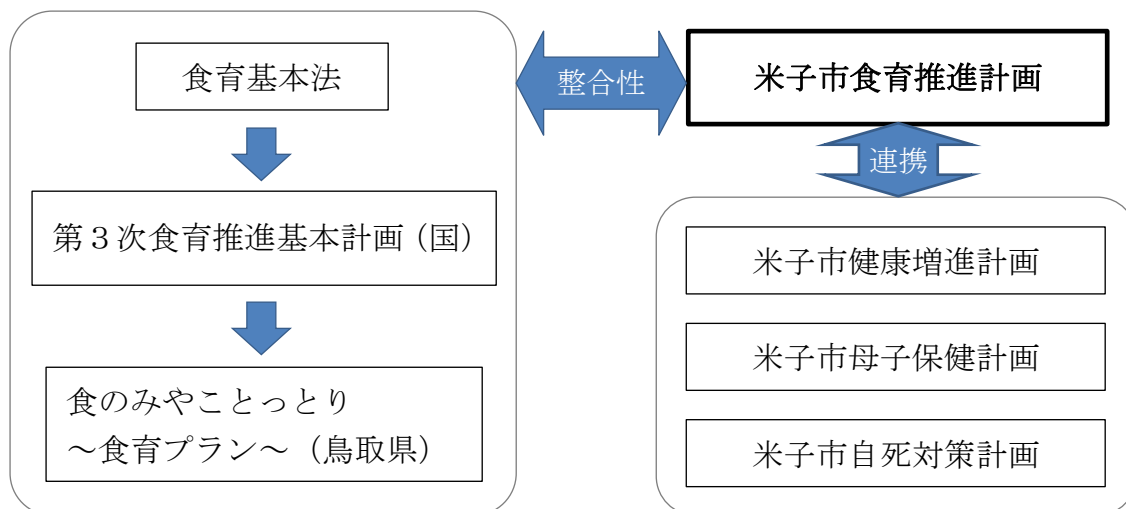 食育基本法
第３次食育推進基本計画（国）
食のみやことっとり
～食育プラン～（鳥取県）
整合性
米子市食育推進計画
連携
米子市健康増進計画
米子市母子保健計画
米子市自死対策計画